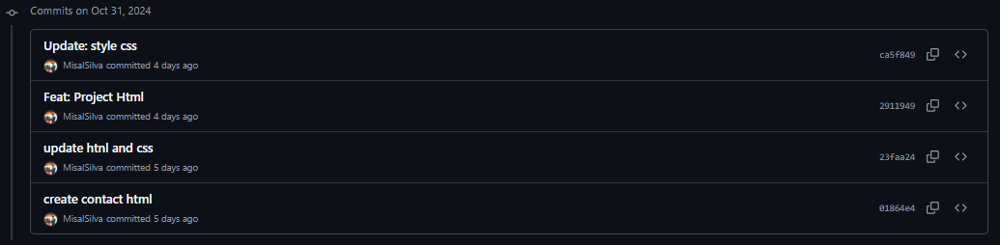 Commits on Oct 31, 2024
Update: style css
MisalSilva committed 4 days ago
ca5f849
Feat: Project Html
MisalSilva committed 4 days ago
2911949
update htnl and css
MisalSilva committed 5 days ago
23faa24
create contact html
MisalSilva committed 5 days ago
01864e4